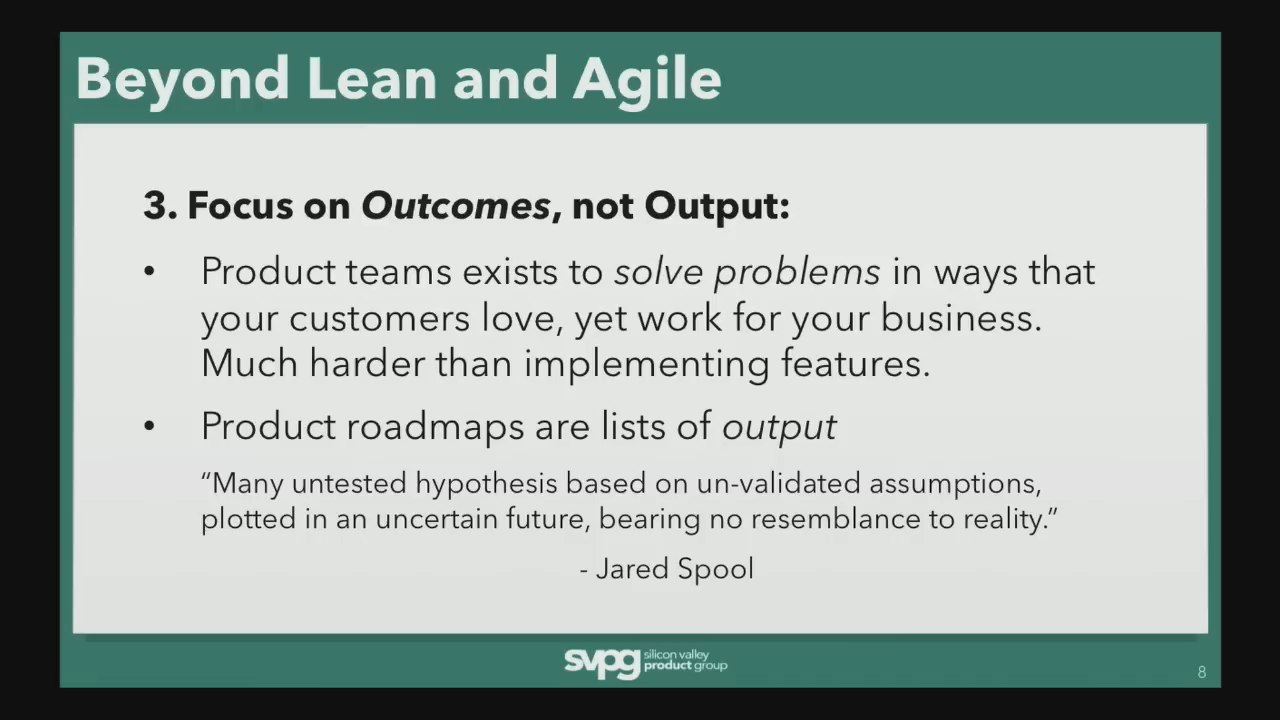 Beyond Lean and Agile
3. Focus on Outcomes, not Output:
• Product teams exists to solve problems in ways that
your customers love, yet work for your business.
Much harder than implementing features.
• Product roadmaps are lists of output
“Many untested hypothesis based on un-validated assumptions,
plotted in an uncertain future, bearing no resemblance to reality.”
- Jared Spool
svpg silicon valley
product group
8